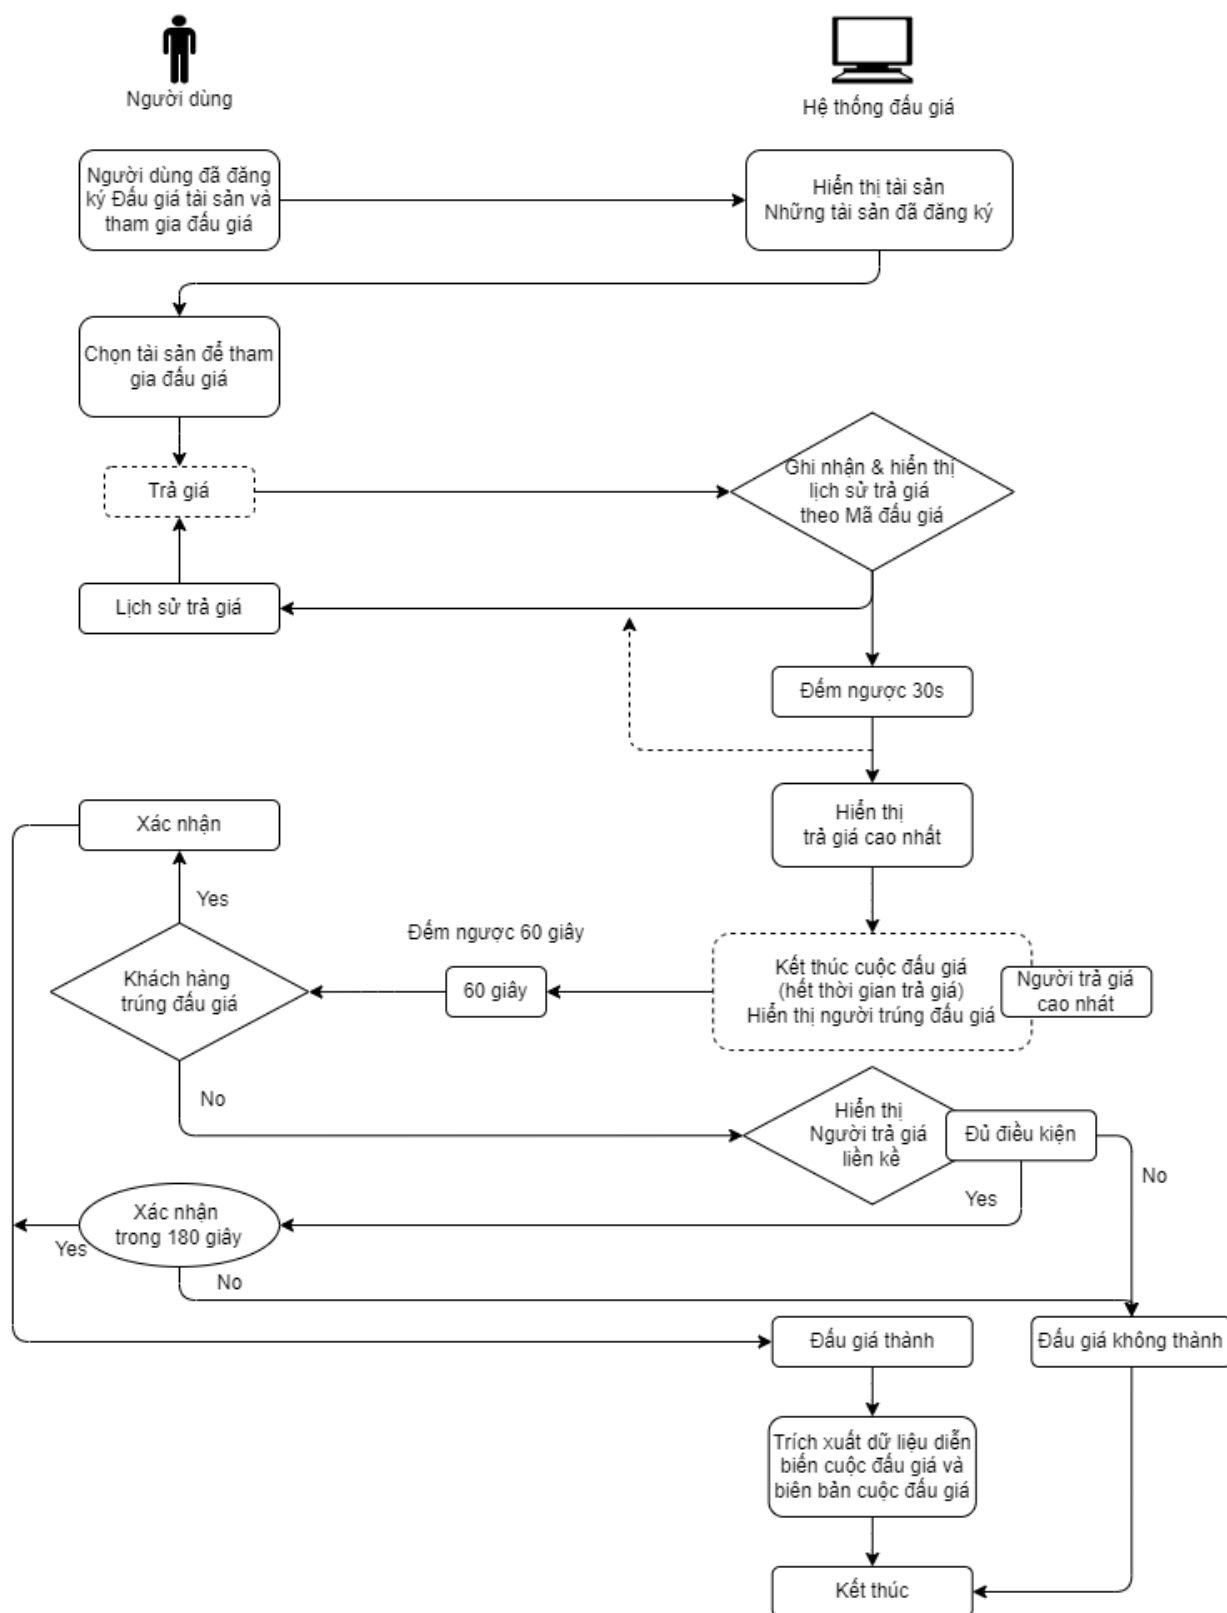 Người dùng
Hệ thống đấu giá
Người dùng đã đăng
ký Đấu giá tài sản và
tham gia đấu giá
Hiển thị tài sản
Những tài sản đã đăng ký
Chọn tài sản để tham
gia đấu giá
Trả giá
Ghi nhận & hiển thị
lịch sử trả giá
theo Mã đấu giá
Lịch sử trả giá
Đếm ngược 30s
Hiển thị
trả giá cao nhất
Xác nhận
Yes
Đếm ngược 60 giây
Khách hàng
trúng đấu giá
60 giây
Kết thúc cuộc đấu giá
(hết thời gian trả giá)
Hiển thị người trúng đấu giá
Người trả giá
cao nhát
No
Hiển thị
Người trả giá
liền kề
Đủ điều kiện
No
Yes
Xác nhận
trong 180 giây
Yes
No
Đấu giá thành
Đấu giá không thành
Trích xuất dữ liệu diễn
biến cuộc đấu giá và
biên bản cuộc đấu giá
Kết thúc